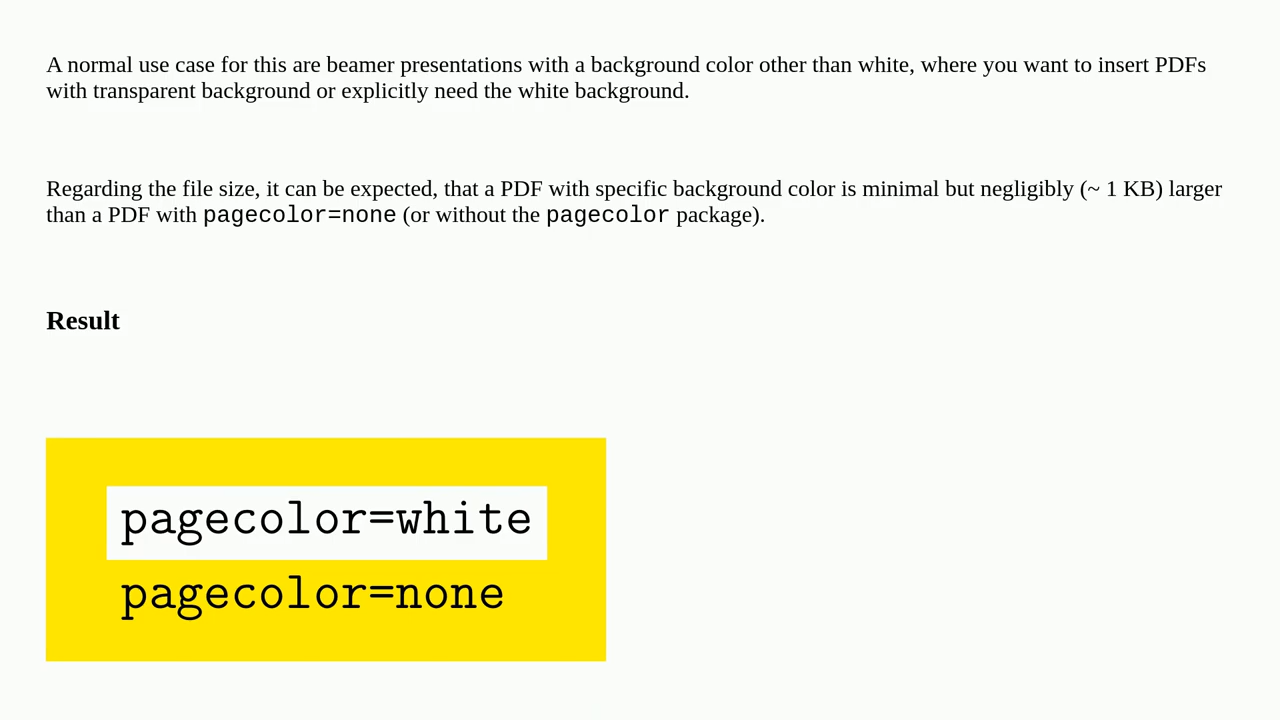 A normal use case for this are beamer presentations with a background color other than white, where you want to insert PDFs
with transparent background or explicitly need the white background.
Regarding the file size, it can be expected, that a PDF with specific background color is minimal but negligibly (~ 1 KB) larger
than a PDF with pagecolor=none (or without the pagecolor package).
Result
pagecolor=white
pagecolor=none